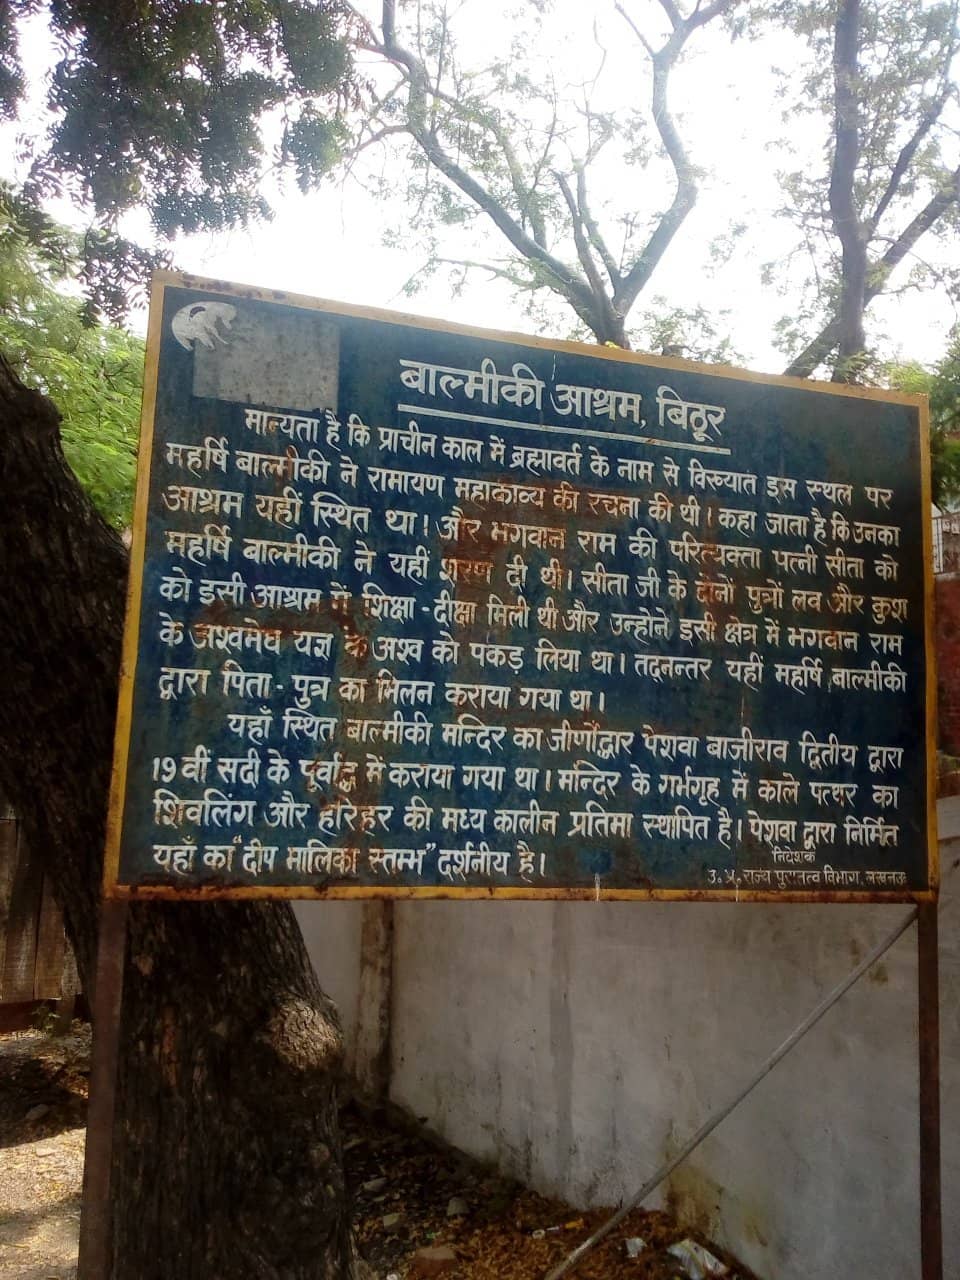 बाल्मीकी आश्रम, बिठूर
मान्यता है कि प्राचीन काल में ब्रह्मावर्त के नाम से विख्यात इस स्थल पर
महर्षि बाल्मीकी ने रामायण महाकाव्य की रचना की थी। कहा जाता है कि उनका
आश्रम यहीं स्थित था। और भगवान राम की परित्यक्ता पत्नी सीता को
महर्षि बाल्मीकी ने यहीं शरण दी थी। सीता जी के दोनों पुत्रों लव और कुश
को इसी आश्रम में शिक्षा - दीक्षा मिली थी और उन्होने इसी क्षेत्र में भगवान राम
के अश्वमेघ यज्ञ के अश्व को पकड़ लिया था। तद्नन्तर यहीं महर्षि बाल्मीकी
द्वारा पिता - पुत्र का मिलन कराया गया था।
यहाँ स्थित बाल्मीकी मन्दिर का जीर्णोद्धार पेशवा बाजीराव द्वितीय द्वारा
19 वीं सदी के पूर्वाद्ध में कराया गया था। मन्दिर के गर्भगृह में काले पत्थर का
शिवलिंग और हरिहर की मध्य कालीन प्रतिमा स्थापित है। पेशवा द्वारा निर्मित
यहाँ का "दीप मालिका स्तम्भ" दर्शनीय है।
निदेशक
उ॰ प्र॰ राज्य पुरातत्व विभाग, लखनऊ